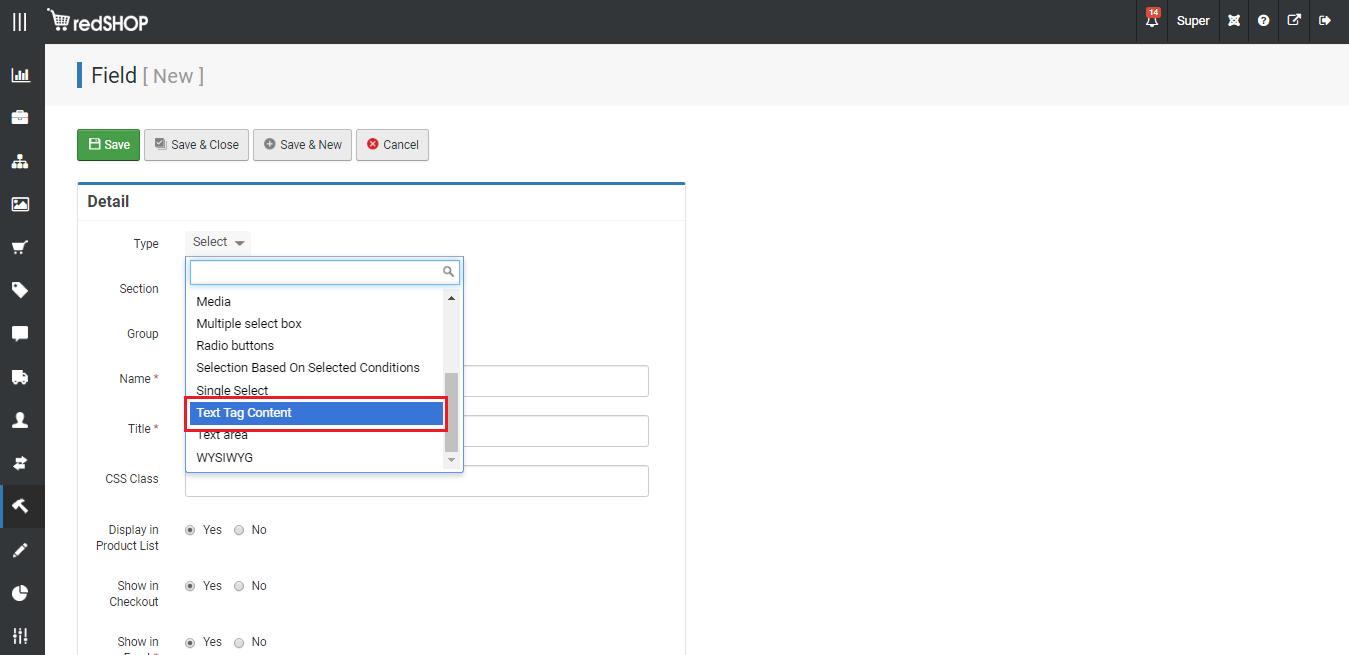 redSHOP
14
Super
Field [ New ]
Save
Save & Close
Save & New
Cancel
Detail
Type
Select
Section
Media
Multiple select box
Group
Radio buttons
Selection Based On Selected Conditions
Name *
Single Select
Text Tag Content
Title *
Text area
WYSIWYG
CSS Class
Display in
Product List
Yes No
Show in
Checkout
Yes No
Show in
Yes No